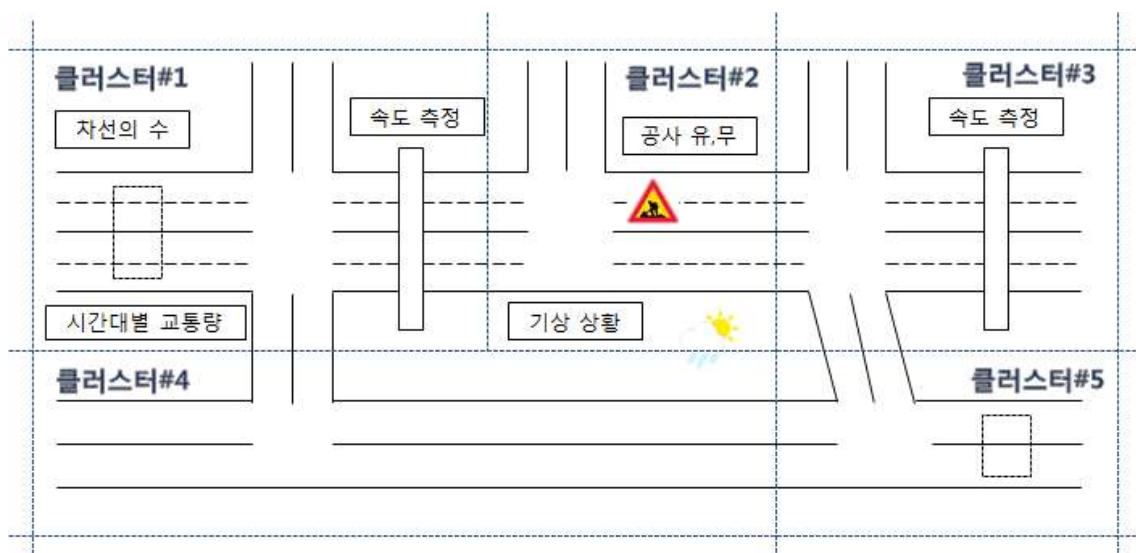 클러스터#1
클러스터#2
클러스터#3
차선의 수
속도 측정
공사 유,무
속도 측정
시간대별 교통량
기상 상황
클러스터#4
클러스터#5